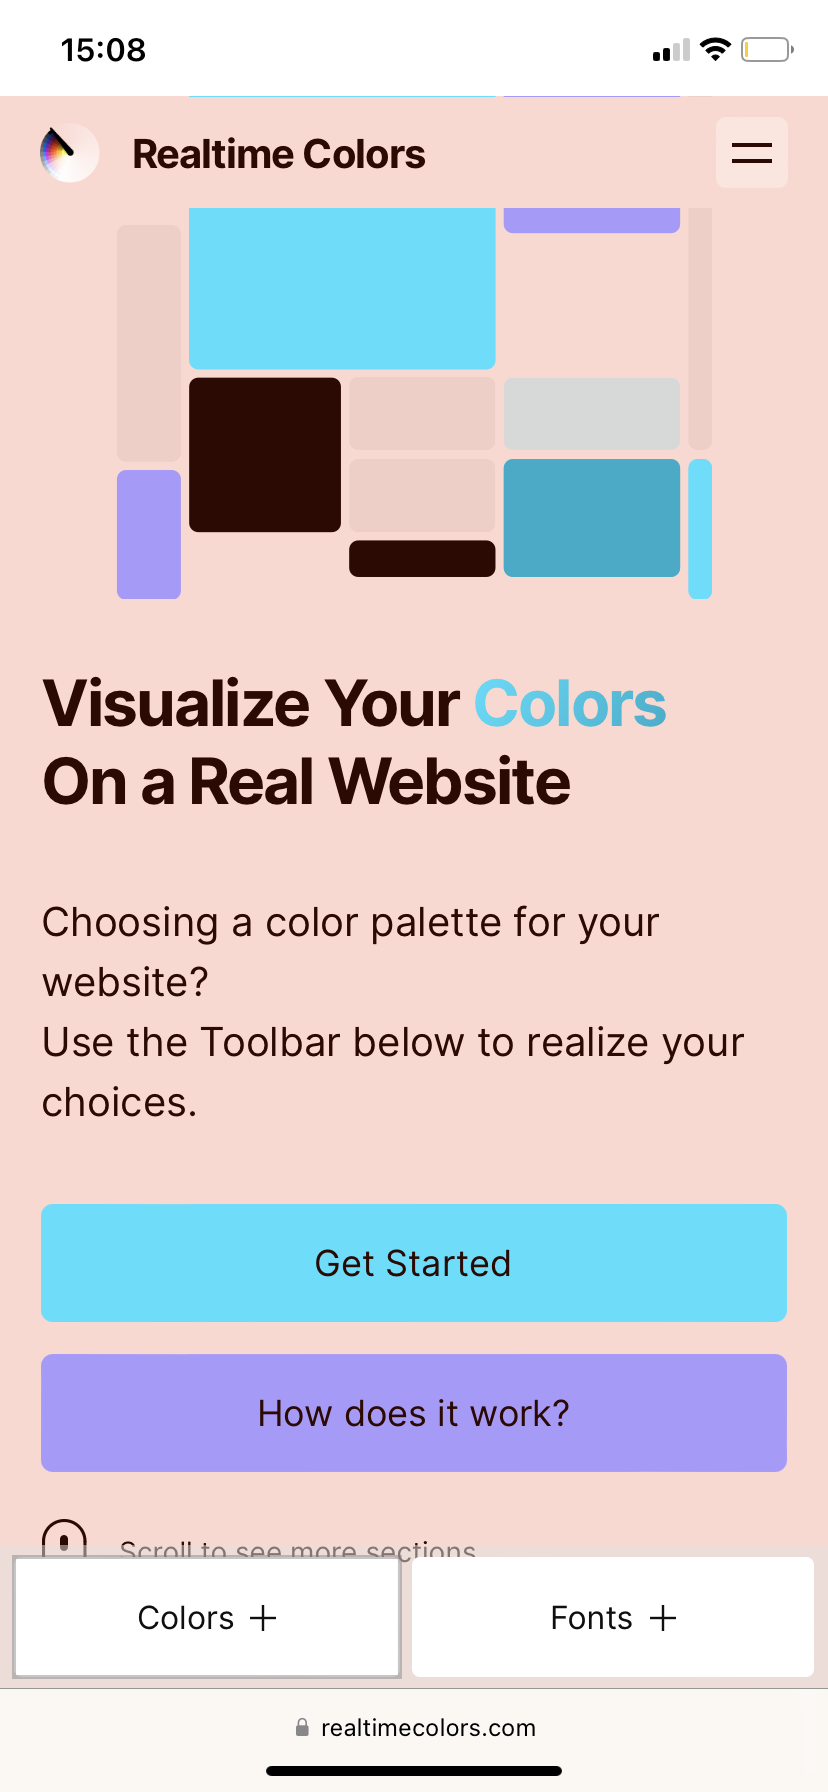 15:08
Realtime Colors
Visualize Your Colors
On a Real Website
Choosing a color palette for your
website?
Use the Toolbar below to realize your
choices.
Get Started
How does it work?
Scroll to see more sections
Colors +
Fonts +
realtimecolors.com